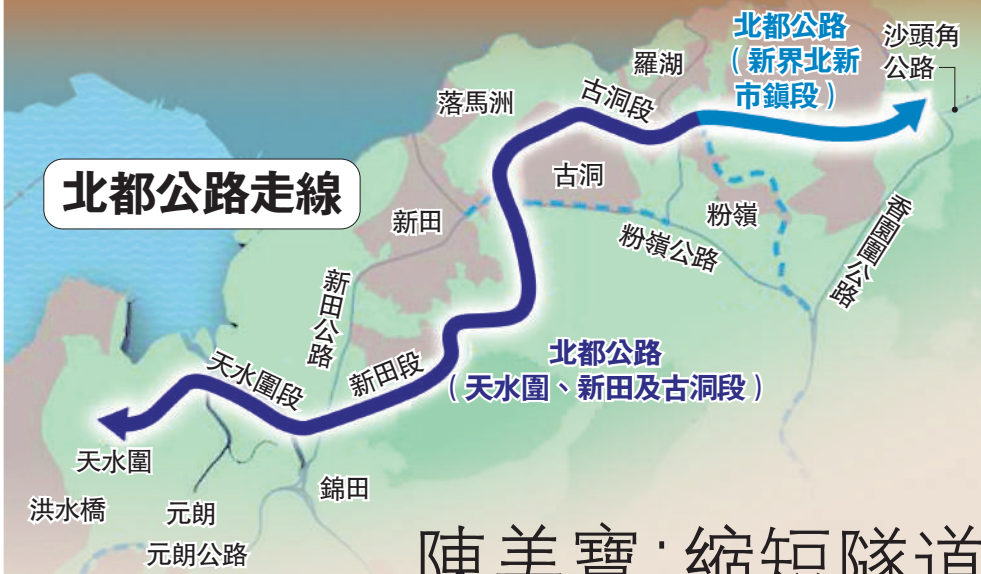 北都公路
(新界北新
市鎮段)
沙頭角
公路
羅湖
古洞段
落馬洲
北都公路走線
古洞
新田
粉嶺
粉嶺公路
香園圍公路
新田公路
天水圍段
新田段
北都公路
(天水圍、新田及古洞段)
天水圍
錦田
洪水橋
元朗
元朗公路
陳美寶:縮短隧道